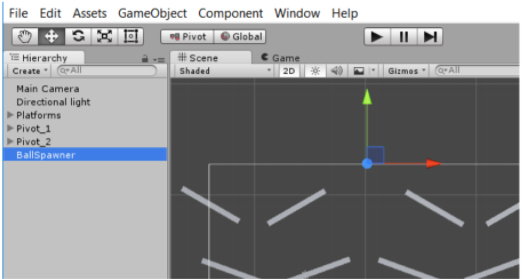 File Edit Assets GameObject Component Window Help
Pivot Global
Hierarchy
Create All
Main Camera
Directional light
Platforms
Pivot_1
Pivot_2
BallSpawner
Scene Game
Shaded 2D Gizmos All